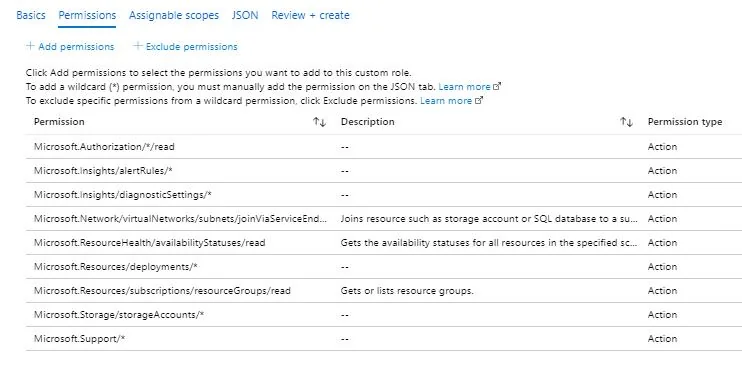 Basics Permissions Assignable scopes JSON Review + create
+ Add permissions + Exclude permissions
Click Add permissions to select the permissions you want to add to this custom role.
To add a wildcard (*) permission, you must manually add the permission on the JSON tab. Learn more
To exclude specific permissions from a wildcard permission, click Exclude permissions. Learn more
Permission ↑↓ Description ↑↓ Permission type
Microsoft.Authorization/*/read -- Action
Microsoft.Insights/alertRules/* -- Action
Microsoft.Insights/diagnosticSettings/* -- Action
Microsoft.Network/virtualNetworks/subnets/joinViaServiceEnd... Joins resource such as storage account or SQL database to a su... Action
Microsoft.ResourceHealth/availabilityStatuses/read Gets the availability statuses for all resources in the specified sc... Action
Microsoft.Resources/deployments/* -- Action
Microsoft.Resources/subscriptions/resourceGroups/read Gets or lists resource groups. Action
Microsoft.Storage/storageAccounts/* -- Action
Microsoft.Support/* -- Action